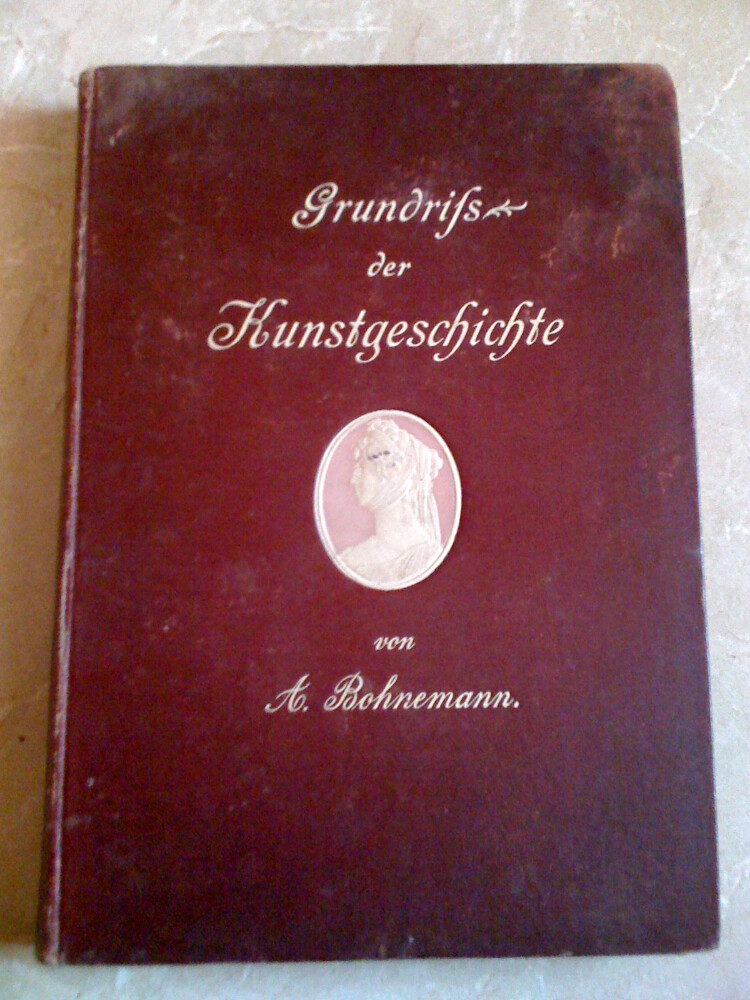 Grundriſs
der
Kunstgeschichte
von
A. Bohnemann.